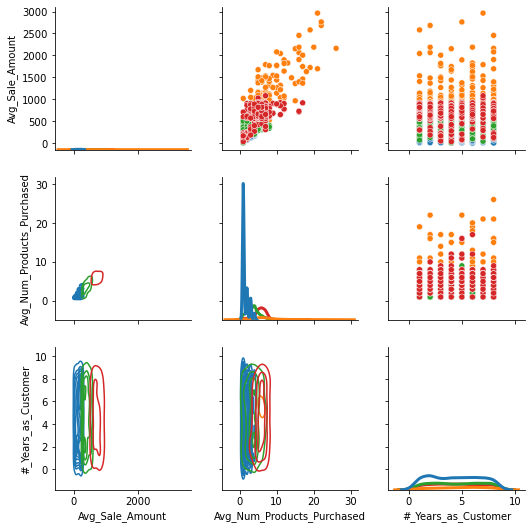 3000
2500
2000
1500
1000
500
0
Avg_Sale_Amount
30
20
10
0
Avg_Num_Products_Purchased
10
8
6
4
2
0
#_Years_as_Customer
0 2000
Avg_Sale_Amount
0 10 20 30
Avg_Num_Products_Purchased
0 5 10
#_Years_as_Customer